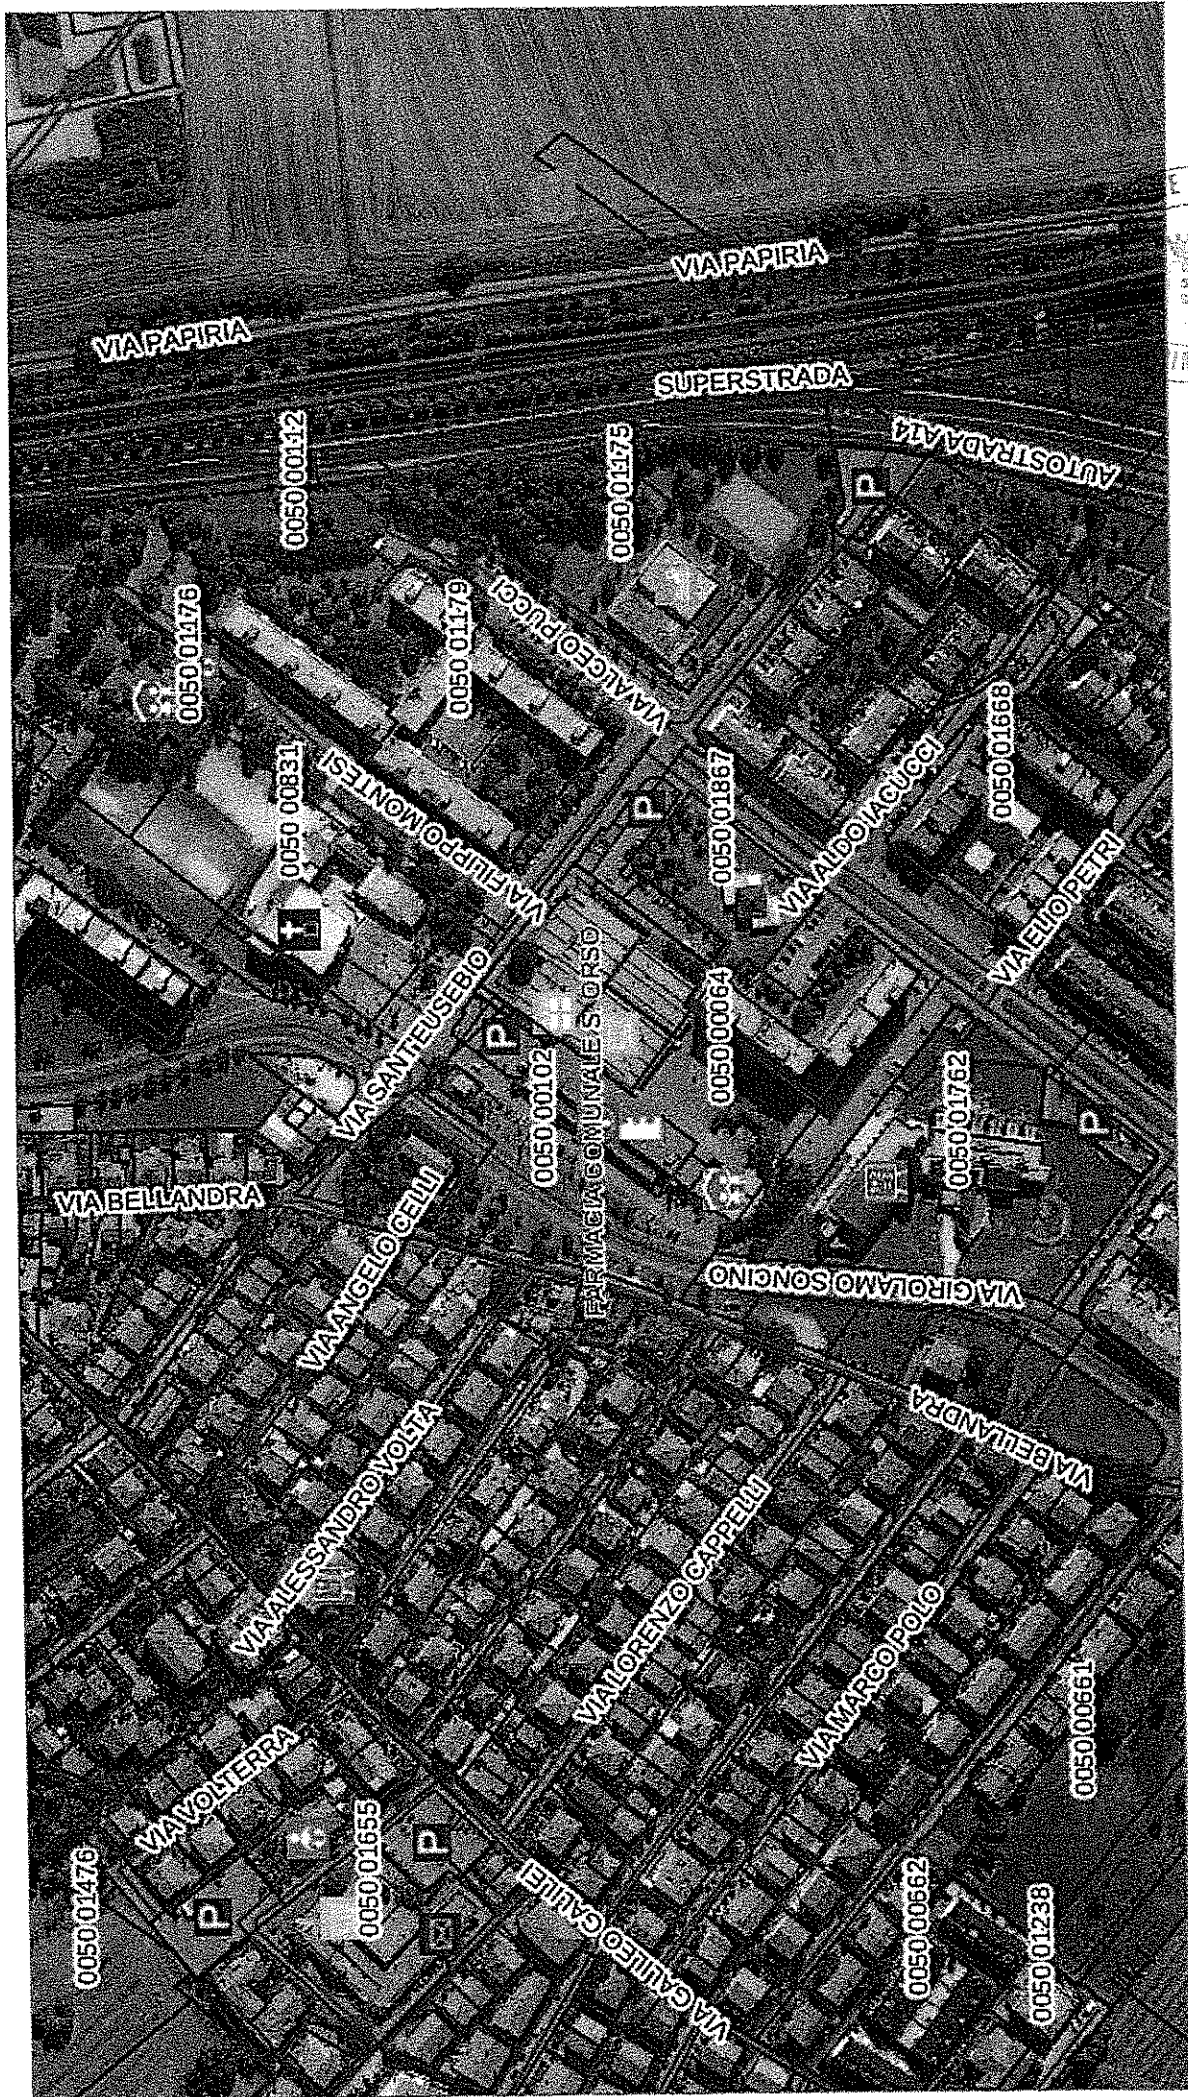 VIA PAPIRIA
VIA PAPIRIA
SUPERSTRADA
AUTOSTRADA A14
0050 00112
0050 01175
P
0050 01176
0050 01179
VIA ALCEO PUCCI
0050 00831
VIA FILIPPO MONTESI
P
0050 01867
VIA ALDO IACUCCI
0050 01668
VIA ELIO PETRI
VIA SANTEUSEBIO
P
FARMACIA COMUNALE S. ORSO
0050 00102
0050 00064
0050 01762
P
VIA BELLANDRA
VIA ANGELO CELLI
VIA GIROLAMO SONCINO
VIA BELLANDRA
VIA ALESSANDRO VOLTA
VIA LORENZO CAPPELLI
VIA MARCO POLO
VIA VOLTERRA
0050 01655
P
0050 00661
0050 01476
P
VIA GALILEO GALILEI
0050 00662
0050 01238